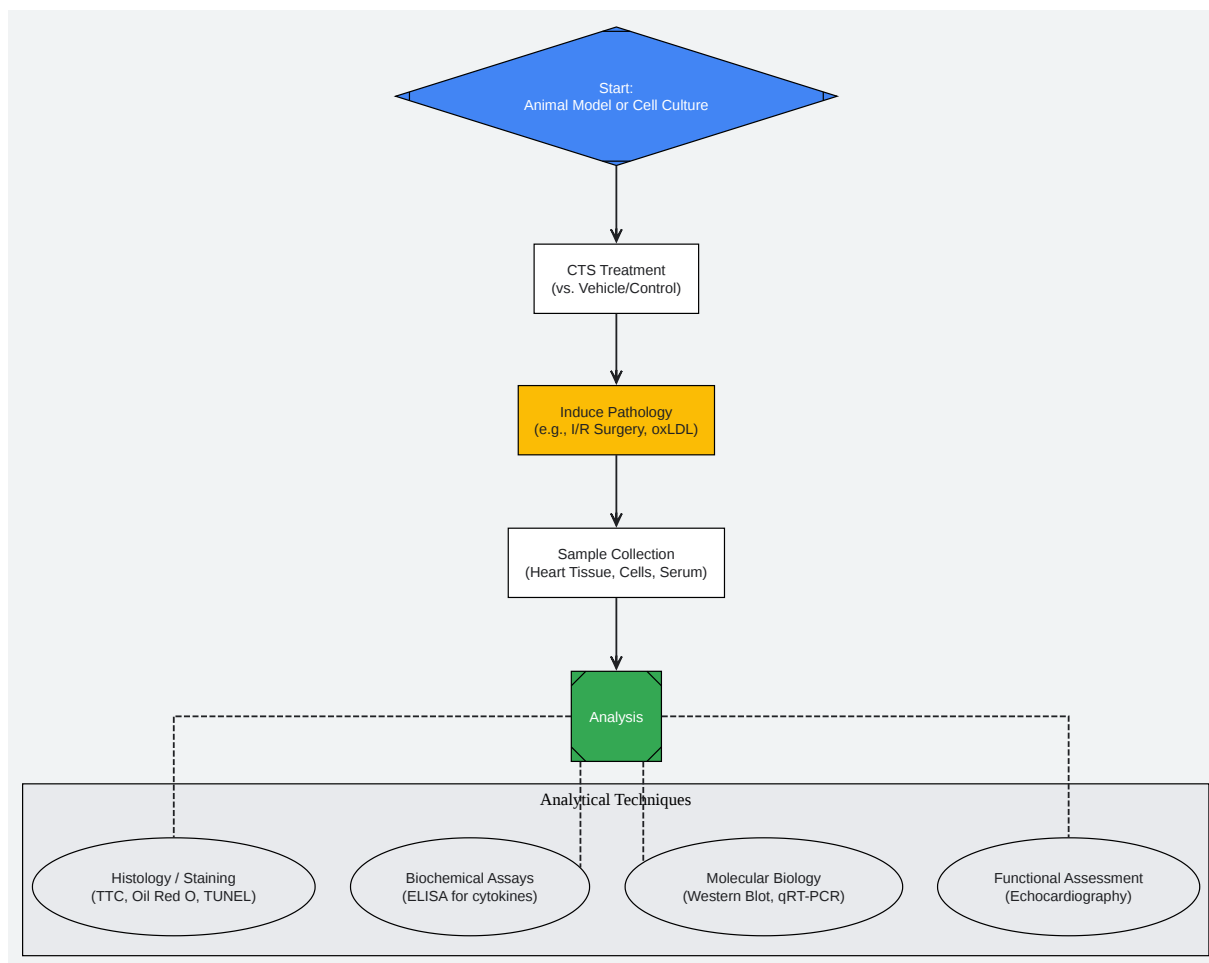 Start:
Animal Model or Cell Culture
CTS Treatment
(vs. Vehicle/Control)
Induce Pathology
(e.g., I/R Surgery, oxLDL)
Sample Collection
(Heart Tissue, Cells, Serum)
Analysis
Analytical Techniques
Histology / Staining
(TTC, Oil Red O, TUNEL)
Biochemical Assays
(ELISA for cytokines)
Molecular Biology
(Western Blot, qRT-PCR)
Functional Assessment
(Echocardiography)